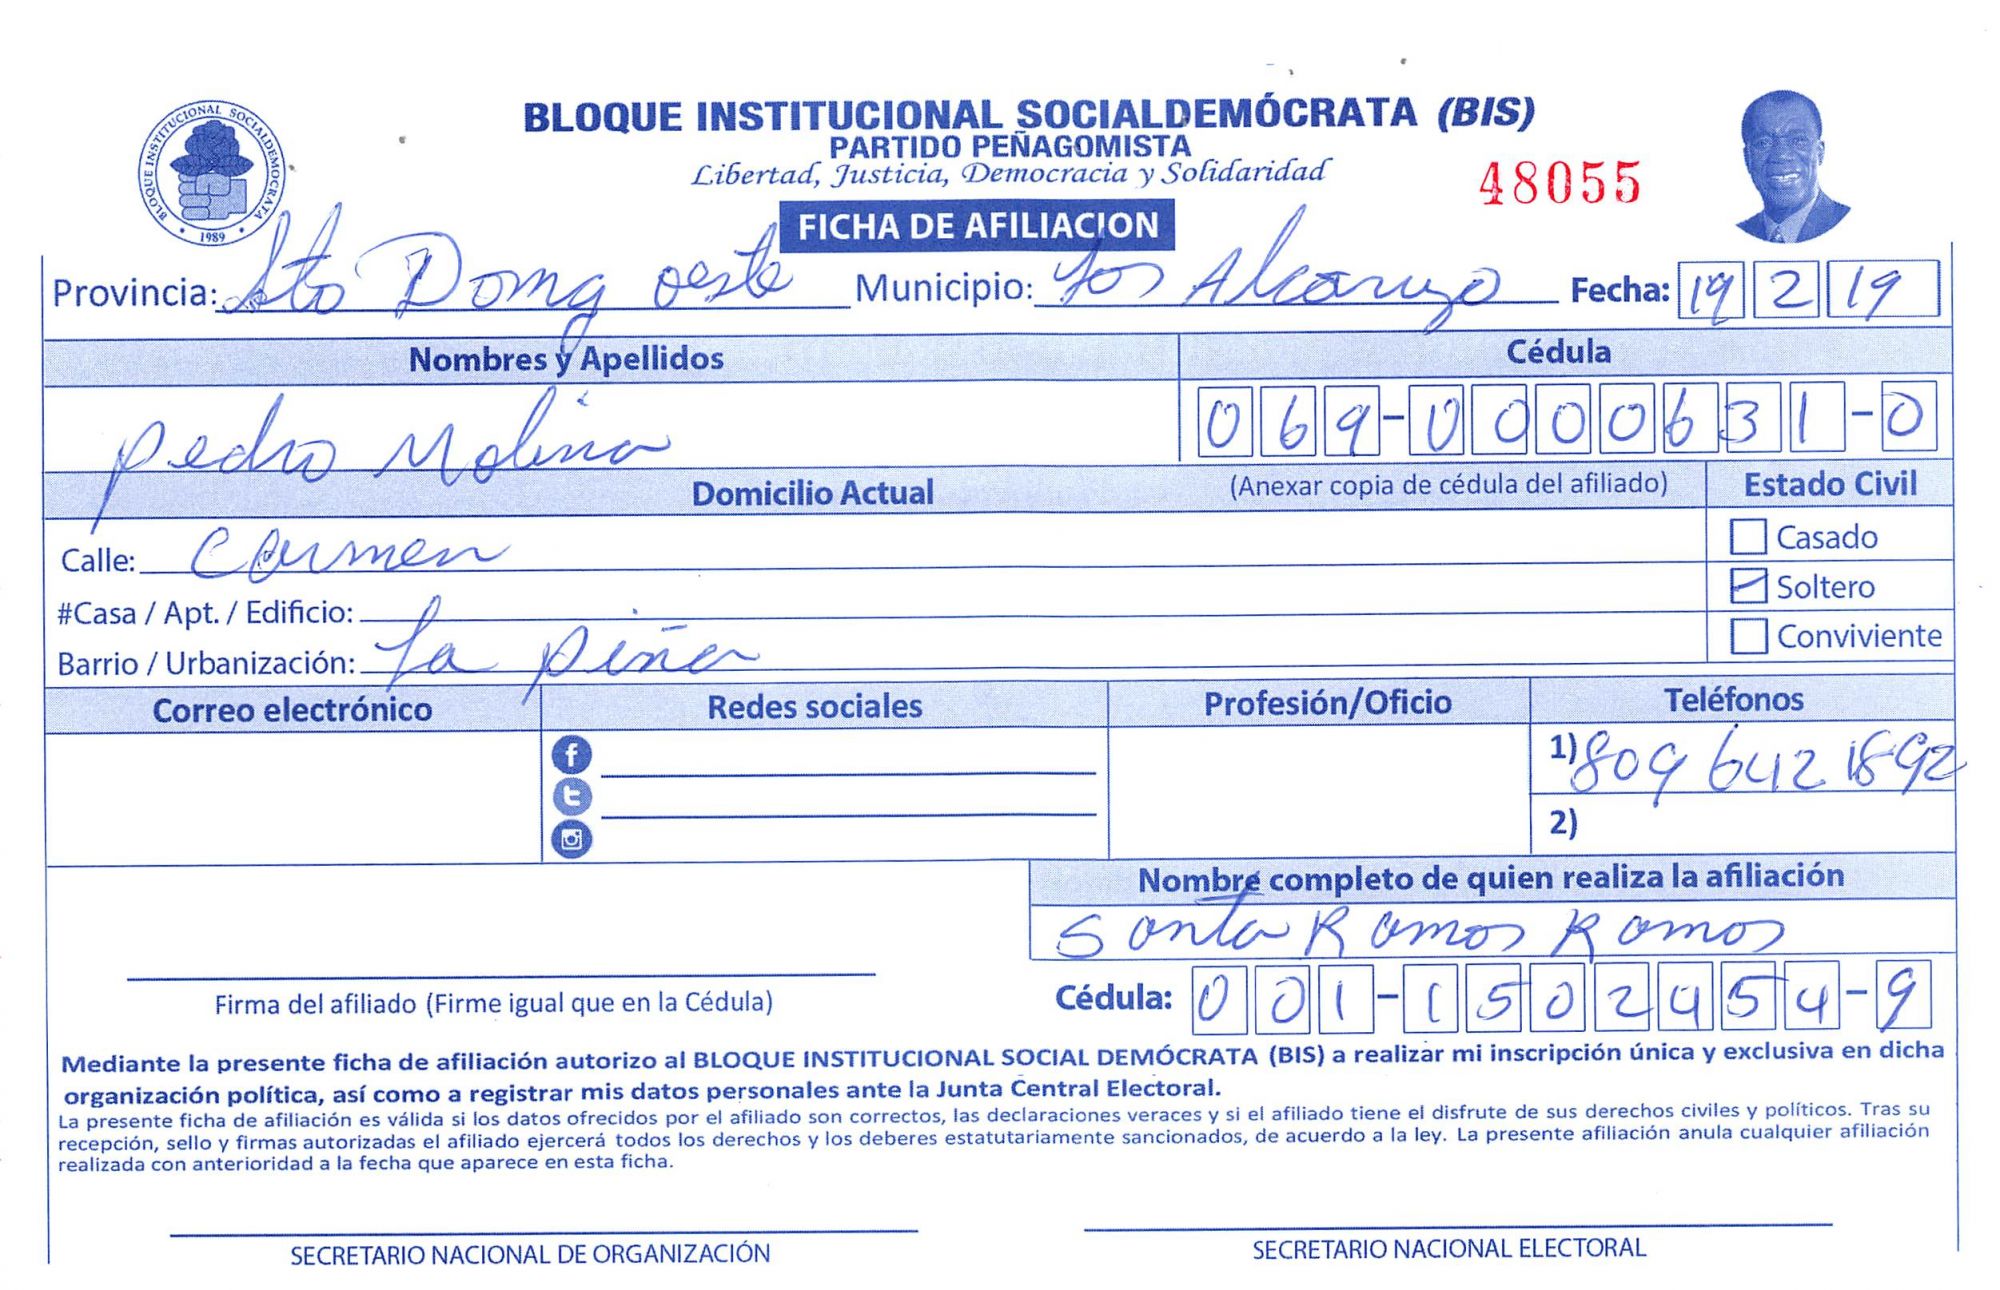 BLOQUE INSTITUCIONAL SOCIALDEMOCRATA 1989
BLOQUE INSTITUCIONAL SOCIALDEMÓCRATA (BIS)
PARTIDO PEÑAGOMISTA
Libertad, Justicia, Democracia y Solidaridad
48055
FICHA DE AFILIACION
Provincia: Sto Domg oeste Municipio: Los Alcarrizo Fecha: 19 2 19
Nombres y Apellidos Cédula
Pedro Molina 069-0000631-0
Domicilio Actual (Anexar copia de cédula del afiliado) Estado Civil
Calle: Carmen Casado
#Casa / Apt. / Edificio: Soltero
Barrio / Urbanización: La piña Conviviente
Correo electrónico Redes sociales Profesión/Oficio Teléfonos
1) 809 642 1892
2)
Nombre completo de quien realiza la afiliación
Santa Ramos Ramos
Firma del afiliado (Firme igual que en la Cédula) Cédula: 001-1502454-9
Mediante la presente ficha de afiliación autorizo al BLOQUE INSTITUCIONAL SOCIAL DEMÓCRATA (BIS) a realizar mi inscripción única y exclusiva en dicha
organización política, así como a registrar mis datos personales ante la Junta Central Electoral.
La presente ficha de afiliación es válida si los datos ofrecidos por el afiliado son correctos, las declaraciones veraces y si el afiliado tiene el disfrute de sus derechos civiles y políticos. Tras su
recepción, sello y firmas autorizadas el afiliado ejercerá todos los derechos y los deberes estatutariamente sancionados, de acuerdo a la ley. La presente afiliación anula cualquier afiliación
realizada con anterioridad a la fecha que aparece en esta ficha.
SECRETARIO NACIONAL DE ORGANIZACIÓN SECRETARIO NACIONAL ELECTORAL